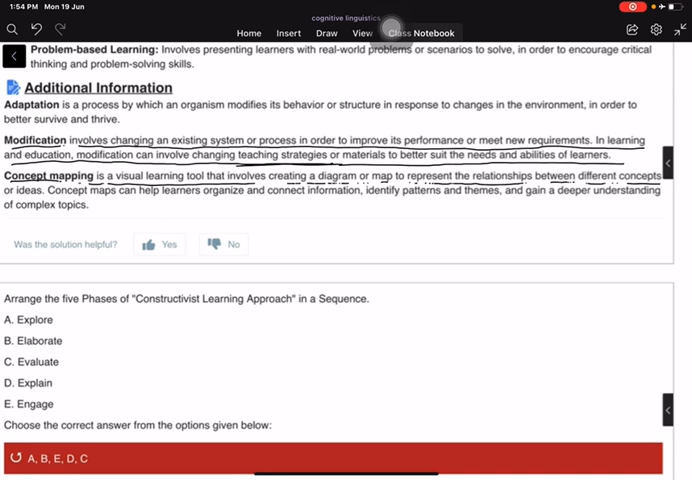 1:54 PM Mon 19 Jun
cognitive linguistics
Home Insert Draw View Class Notebook
Problem-based Learning: Involves presenting learners with real-world problems or scenarios to solve, in order to encourage critical
thinking and problem-solving skills.
Additional Information
Adaptation is a process by which an organism modifies its behavior or structure in response to changes in the environment, in order to
better survive and thrive.
Modification involves changing an existing system or process in order to improve its performance or meet new requirements. In learning
and education, modification can involve changing teaching strategies or materials to better suit the needs and abilities of learners.
Concept mapping is a visual learning tool that involves creating a diagram or map to represent the relationships between different concepts
or ideas. Concept maps can help learners organize and connect information, identify patterns and themes, and gain a deeper understanding
of complex topics.
Was the solution helpful? Yes No
Arrange the five Phases of "Constructivist Learning Approach" in a Sequence.
A. Explore
B. Elaborate
C. Evaluate
D. Explain
E. Engage
Choose the correct answer from the options given below:
A, B, E, D, C